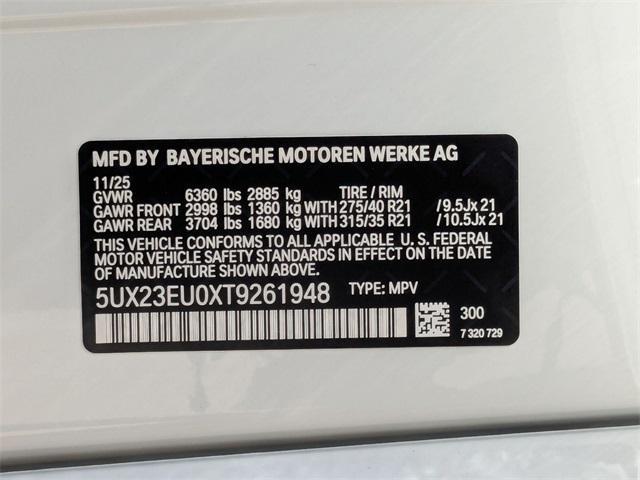 MFD BY BAYERISCHE MOTOREN WERKE AG
11/25
GVWR 6360 lbs 2885 kg TIRE / RIM
GAWR FRONT 2998 lbs 1360 kg WITH 275/40 R21 /9.5Jx21
GAWR REAR 3704 lbs 1680 kg WITH 315/35 R21 /10.5Jx21
THIS VEHICLE CONFORMS TO ALL APPLICABLE U. S. FEDERAL
MOTOR VEHICLE SAFETY STANDARDS IN EFFECT ON THE DATE
OF MANUFACTURE SHOWN ABOVE.
5UX23EU0XT9261948 TYPE: MPV
300
7 320 729